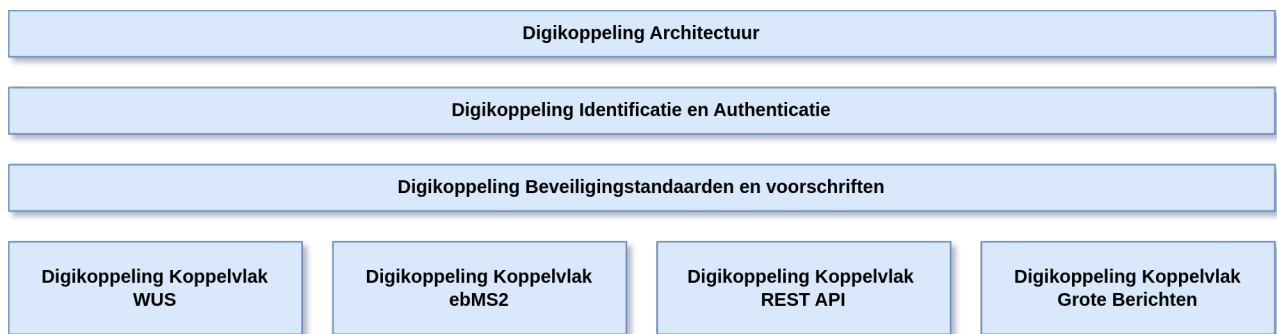 Digikoppeling Architectuur
Digikoppeling Identificatie en Authenticatie
Digikoppeling Beveiligingstandaarden en voorschriften
Digikoppeling Koppelvlak
WUS
Digikoppeling Koppelvlak
ebMS2
Digikoppeling Koppelvlak
REST API
Digikoppeling Koppelvlak
Grote Berichten